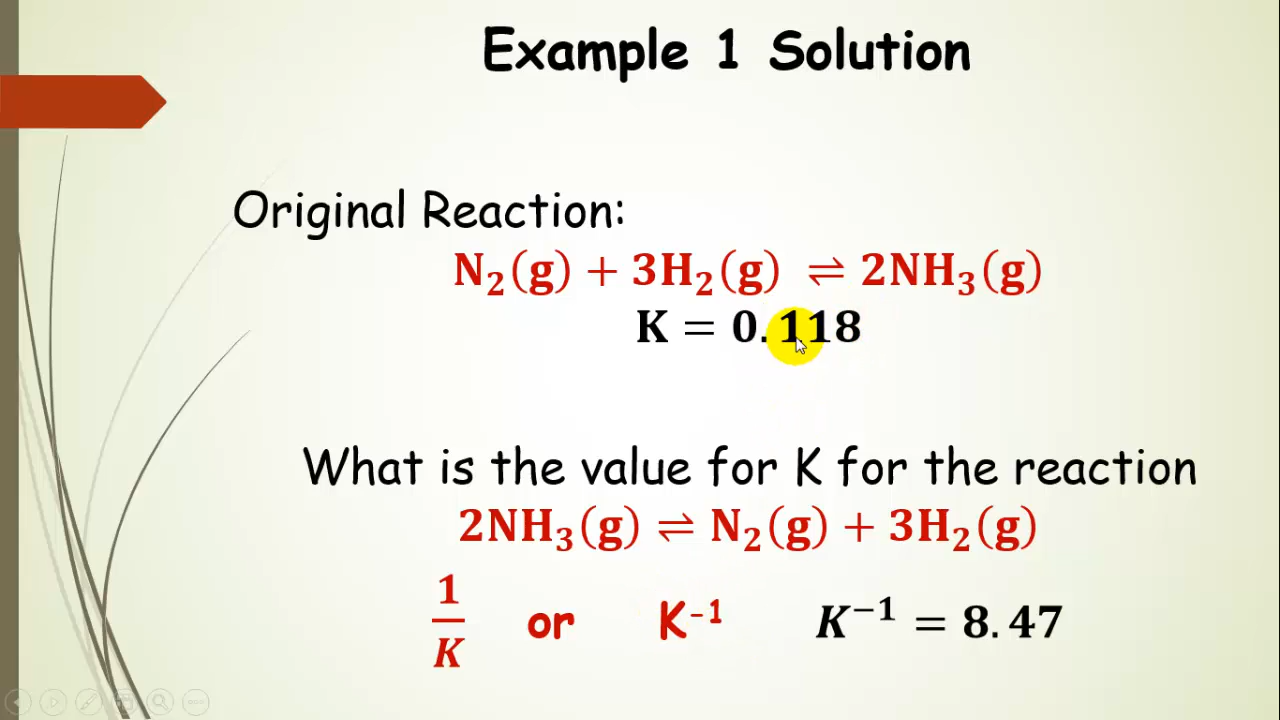 Example 1 Solution
Original Reaction:
N₂(g) + 3H₂(g) ⇌ 2NH₃(g)
K = 0.118
What is the value for K for the reaction
2NH₃(g) ⇌ N₂(g) + 3H₂(g)
1/K or K⁻¹ K⁻¹ = 8.47